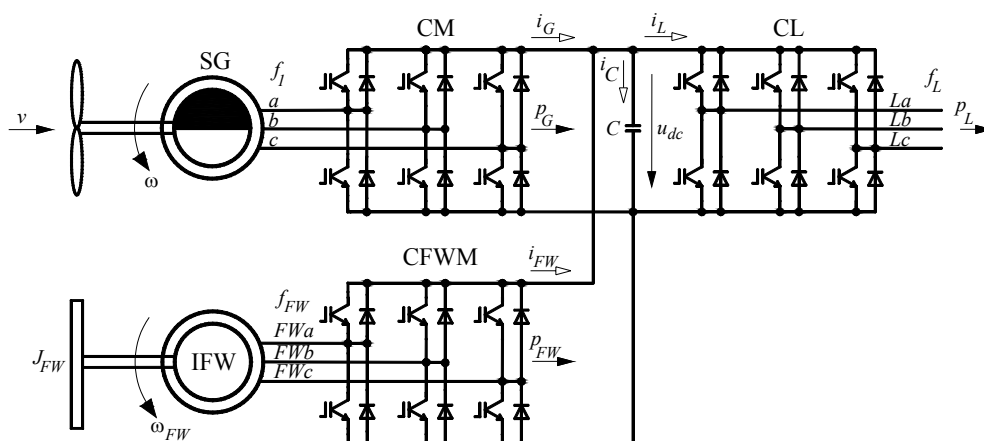 CM
i_G
i_L
CL
SG
f_I
i_C
f_L
a
La
v
p_G
C
u_dc
p_L
b
Lb
c
Lc
ω
CFWM
i_FW
f_FW
FWa
J_FW
IFW
FWb
p_FW
FWc
ω_FW